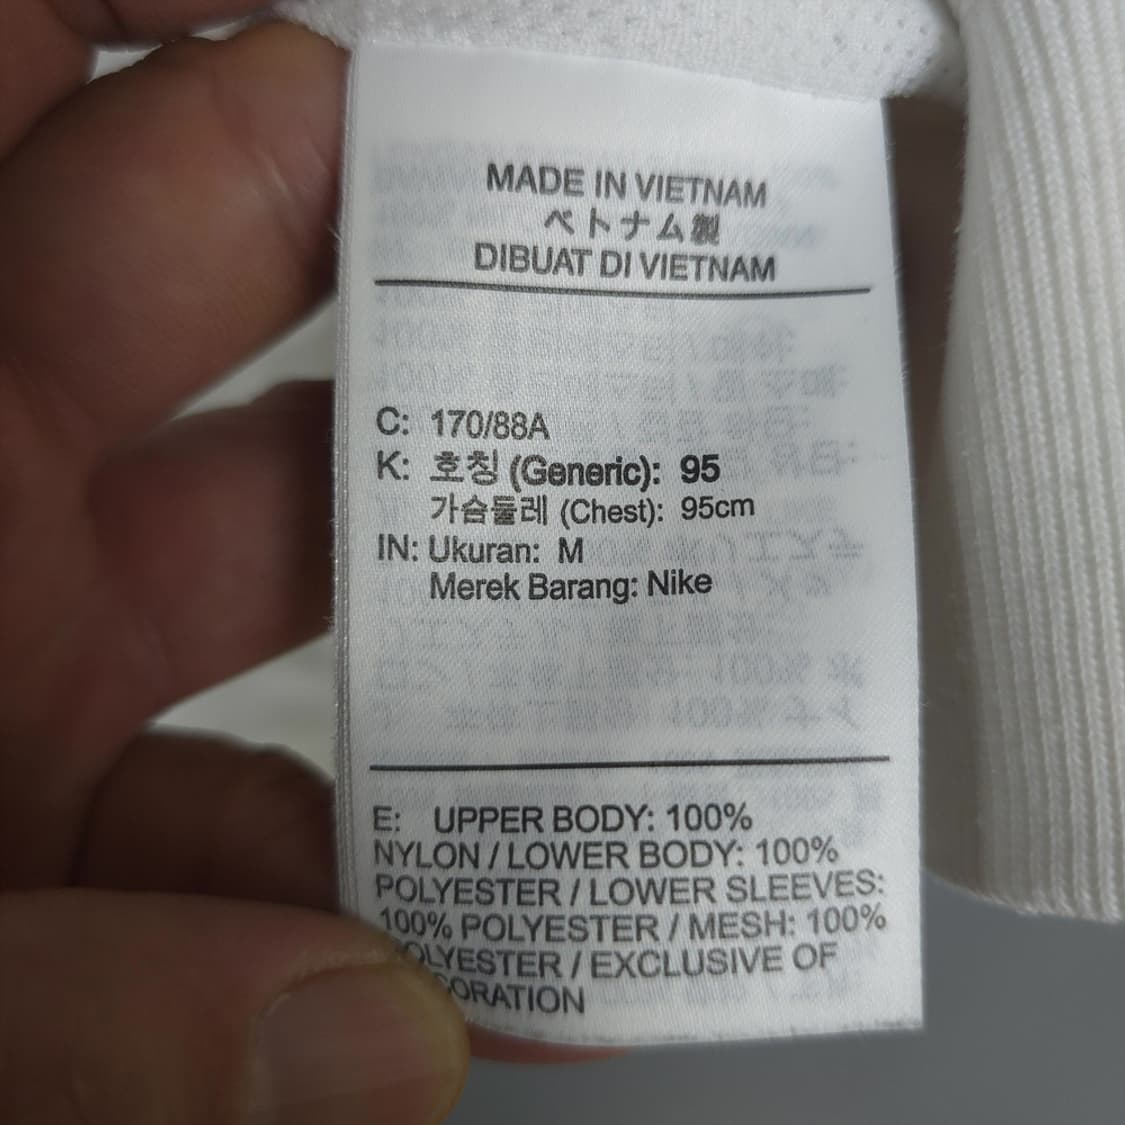 MADE IN VIETNAM
ベトナム製
DIBUAT DI VIETNAM
C: 170/88A
K: 호칭 (Generic): 95
가슴둘레 (Chest): 95cm
IN: Ukuran: M
Merek Barang: Nike
E: UPPER BODY: 100%
NYLON / LOWER BODY: 100%
POLYESTER / LOWER SLEEVES:
100% POLYESTER / MESH: 100%
OLYESTER / EXCLUSIVE OF
CORATION